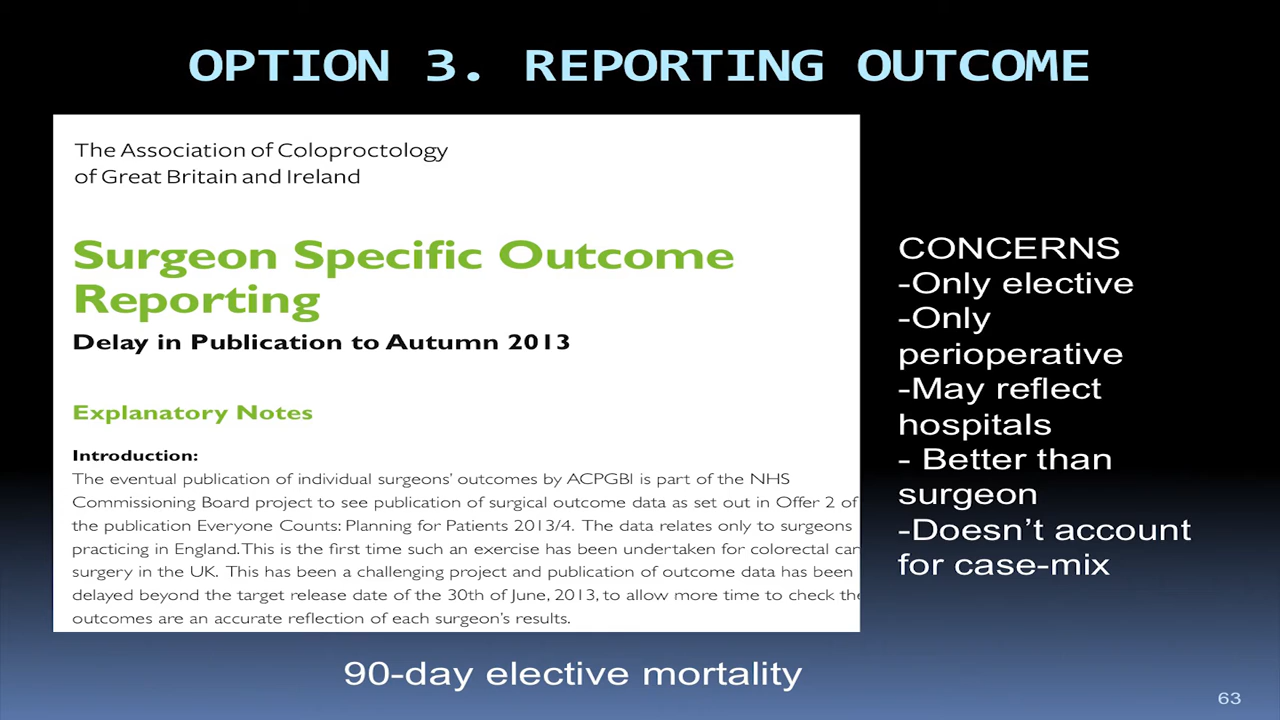 OPTION 3. REPORTING OUTCOME
The Association of Coloproctology
of Great Britain and Ireland
Surgeon Specific Outcome
Reporting
Delay in Publication to Autumn 2013
Explanatory Notes
Introduction:
The eventual publication of individual surgeons' outcomes by ACPGBI is part of the NHS
Commissioning Board project to see publication of surgical outcome data as set out in Offer 2 of
the publication Everyone Counts: Planning for Patients 2013/4. The data relates only to surgeons
practicing in England. This is the first time such an exercise has been undertaken for colorectal can
surgery in the UK. This has been a challenging project and publication of outcome data has been
delayed beyond the target release date of the 30th of June, 2013, to allow more time to check the
outcomes are an accurate reflection of each surgeon's results.
CONCERNS
-Only elective
-Only
perioperative
-May reflect
hospitals
- Better than
surgeon
-Doesn't account
for case-mix
90-day elective mortality
63